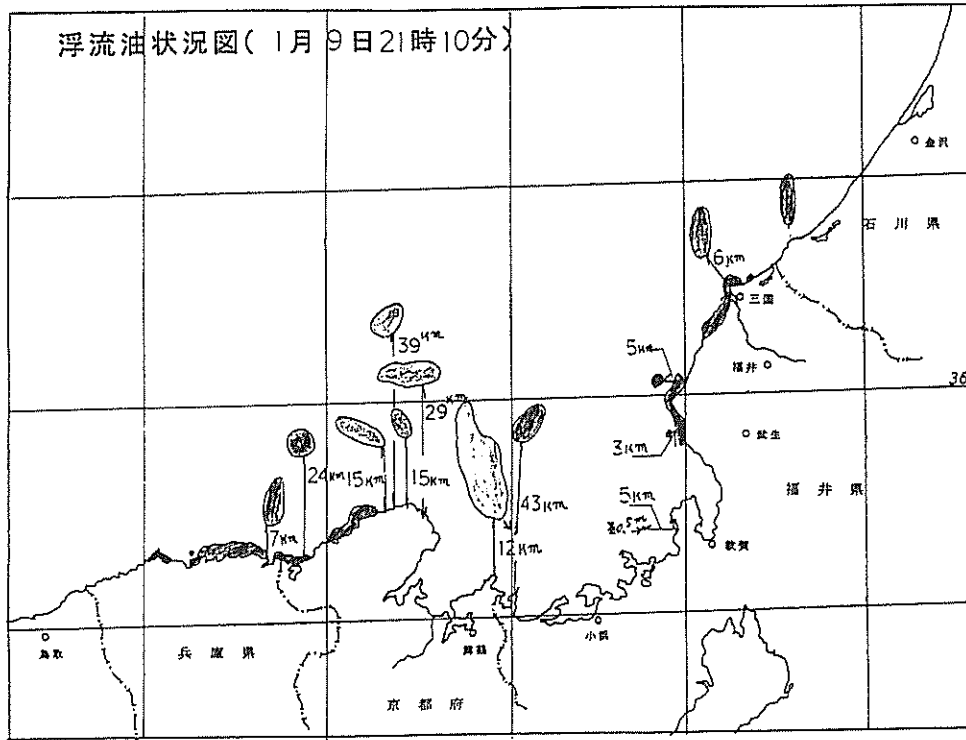 浮流油状況図(1月9日21時10分)
金沢
石川県
6km
三国
39km
5km
福井
36
29km
武生
3km
24km
15km
15km
43km
福井県
5km
7km
12km
敦賀
鳥取
兵庫県
舞鶴
小浜
京都府